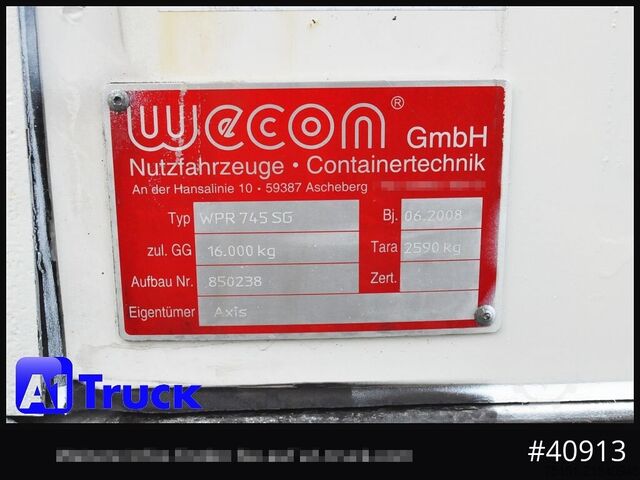 wecon® GmbH
Nutzfahrzeuge • Containertechnik
An der Hansalinie 10 • 59387 Ascheberg
Typ WPR 745 SG Bj. 06.2008
zul. GG 16.000 kg Tara 2590 kg
Aufbau Nr. 850238 Zert.
Eigentümer Axis
A1 Truck
#40913